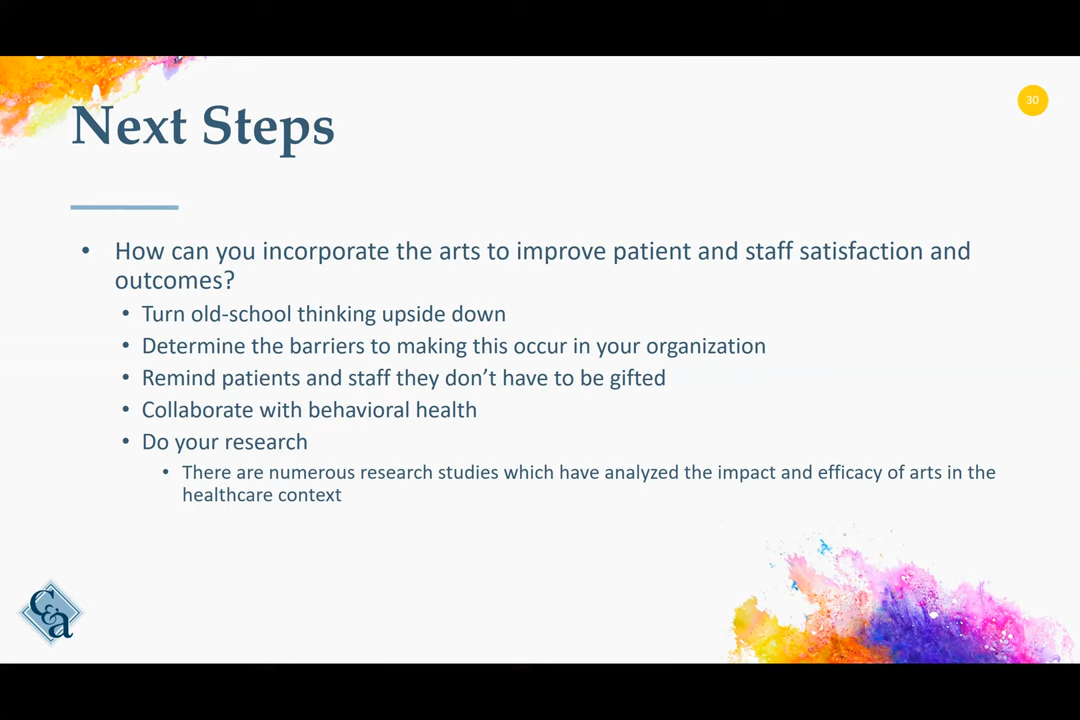 30
Next Steps
• How can you incorporate the arts to improve patient and staff satisfaction and
outcomes?
• Turn old-school thinking upside down
• Determine the barriers to making this occur in your organization
• Remind patients and staff they don’t have to be gifted
• Collaborate with behavioral health
• Do your research
• There are numerous research studies which have analyzed the impact and efficacy of arts in the
healthcare context
C&a